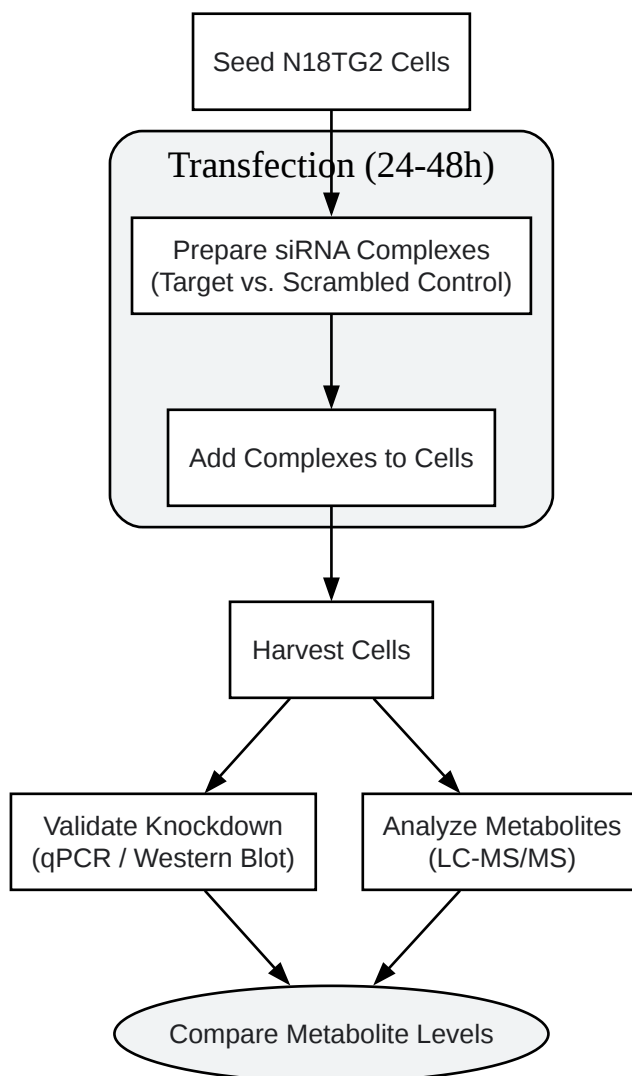 Seed N18TG2 Cells
Transfection (24-48h)
Prepare siRNA Complexes
(Target vs. Scrambled Control)
Add Complexes to Cells
Harvest Cells
Validate Knockdown
(qPCR / Western Blot)
Analyze Metabolites
(LC-MS/MS)
Compare Metabolite Levels